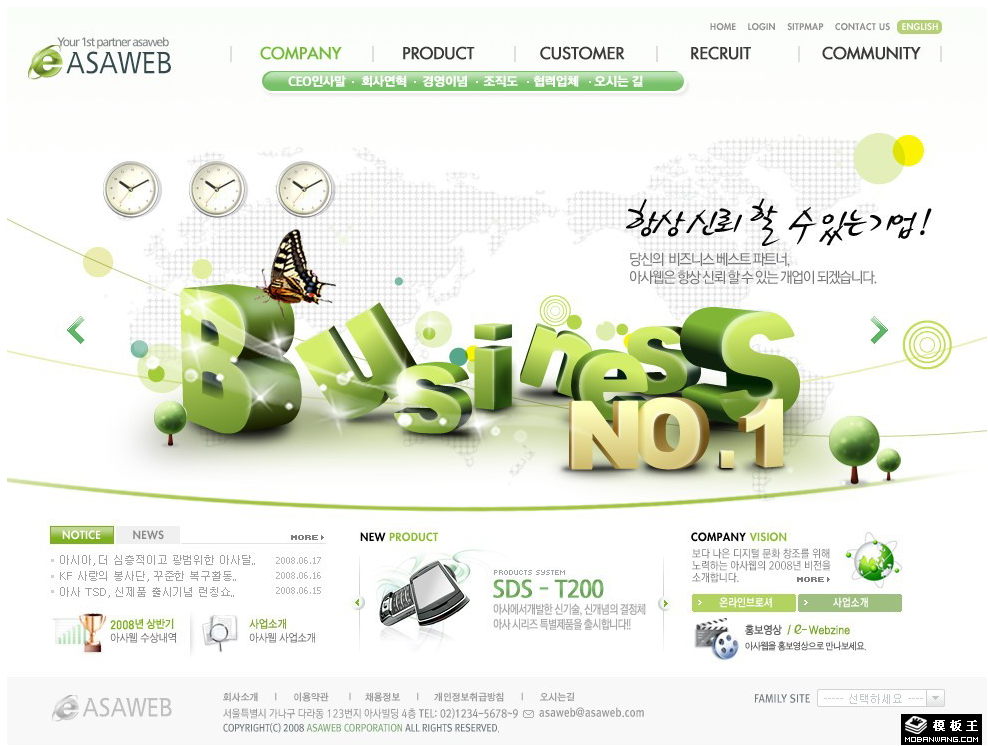 HOME LOGIN SITPMAP CONTACT US ENGLISH
Your 1st partner asaweb
ASAWEB
COMPANY PRODUCT CUSTOMER RECRUIT COMMUNITY
CEO인사말 · 회사연혁 · 경영이념 · 조직도 · 협력업체 · 오시는 길
항상 신뢰 할 수 있는 기업!
당신의 비즈니스 베스트 파트너,
아사웹은 항상 신뢰 할 수 있는 개업이 되겠습니다.
BUsinesS
NO.1
NOTICE NEWS MORE
아시아, 더 심층적이고 광범위한 아사달.. 2008.06.17
KF 사랑의 봉사단, 꾸준한 복구활동.. 2008.06.16
아사 TSD, 신제품 출시기념 런칭쇼.. 2008.06.15
2008년 상반기
아사웹 수상내역
사업소개
아사웹 사업소개
NEW PRODUCT
PRODUCTS SYSTEM
SDS - T200
아사에서개발한 신기술, 신개념의 결정체
아사 시리즈 특별제품을 출시합니다!!
COMPANY VISION
보다 나은 디지털 문화 창조를 위해
노력하는 아사웹의 2008년 비전을
소개합니다. MORE
온라인브로셔 사업소개
홍보영상 / e-Webzine
아사웹을 홍보영상으로 만나보세요.
ASAWEB
회사소개 | 이용약관 | 채용정보 | 개인정보취급방침 | 오시는길
서울특별시 가나구 다라동 123번지 아사빌딩 4층 TEL: 02)1234-5678~9 asaweb@asaweb.com
COPYRIGHT(C) 2008 ASAWEB CORPORATION ALL RIGHTS RESERVED.
FAMILY SITE ----- 선택하세요 ----
模板王
MOBANWANG.COM